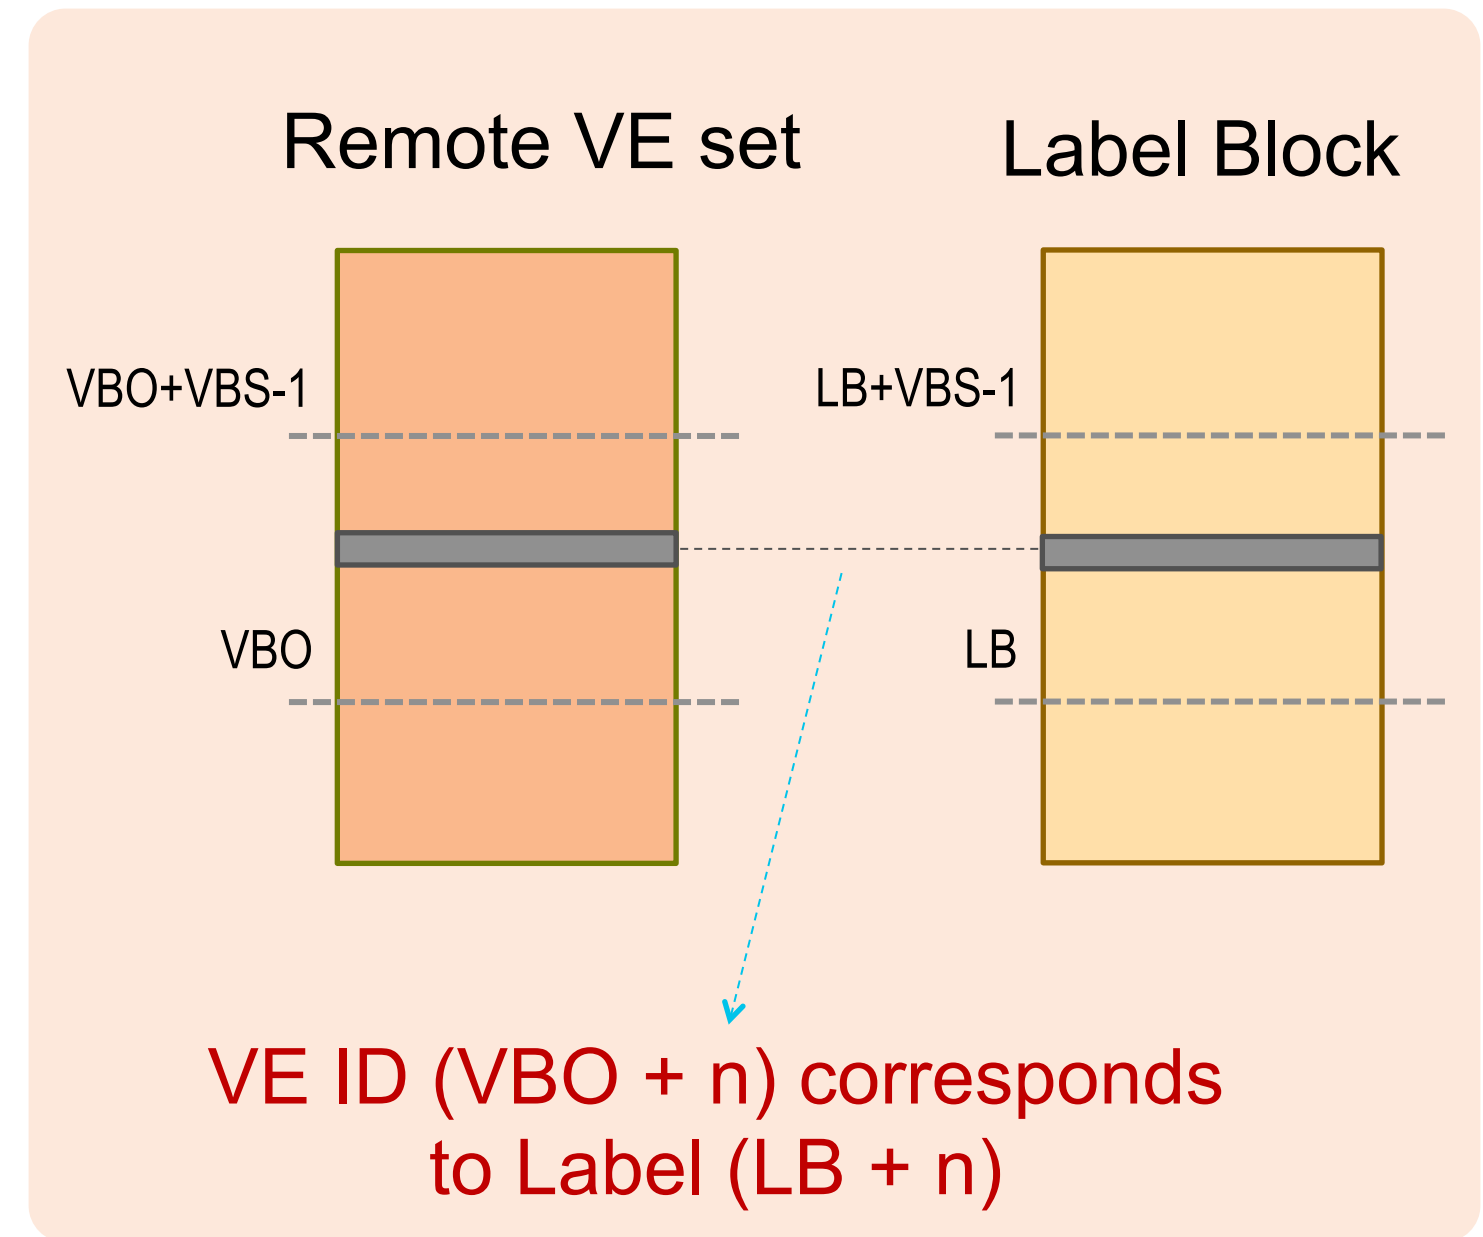 Remote VE set
Label Block
VBO+VBS-1
LB+VBS-1
VBO
LB
VE ID (VBO + n) corresponds
to Label (LB + n)